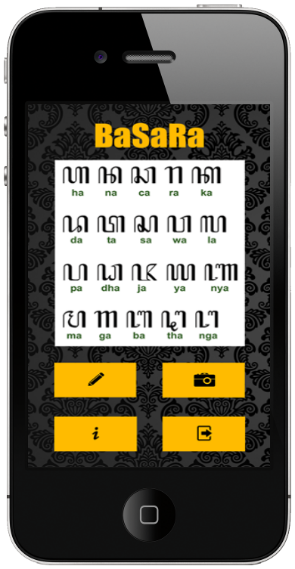 BaSaRa
ꦲ ꦤ ꦕ ꦫ ꦏ
ha na ca ra ka
ꦢ ꦠ ꦱ ꦮ ꦭ
da ta sa wa la
ꦥ ꦝ ꦗ ꦪ ꦚ
pa dha ja ya nya
ꦩ ꦒ ꦧ ꦛ ꦔ
ma ga ba tha nga
i